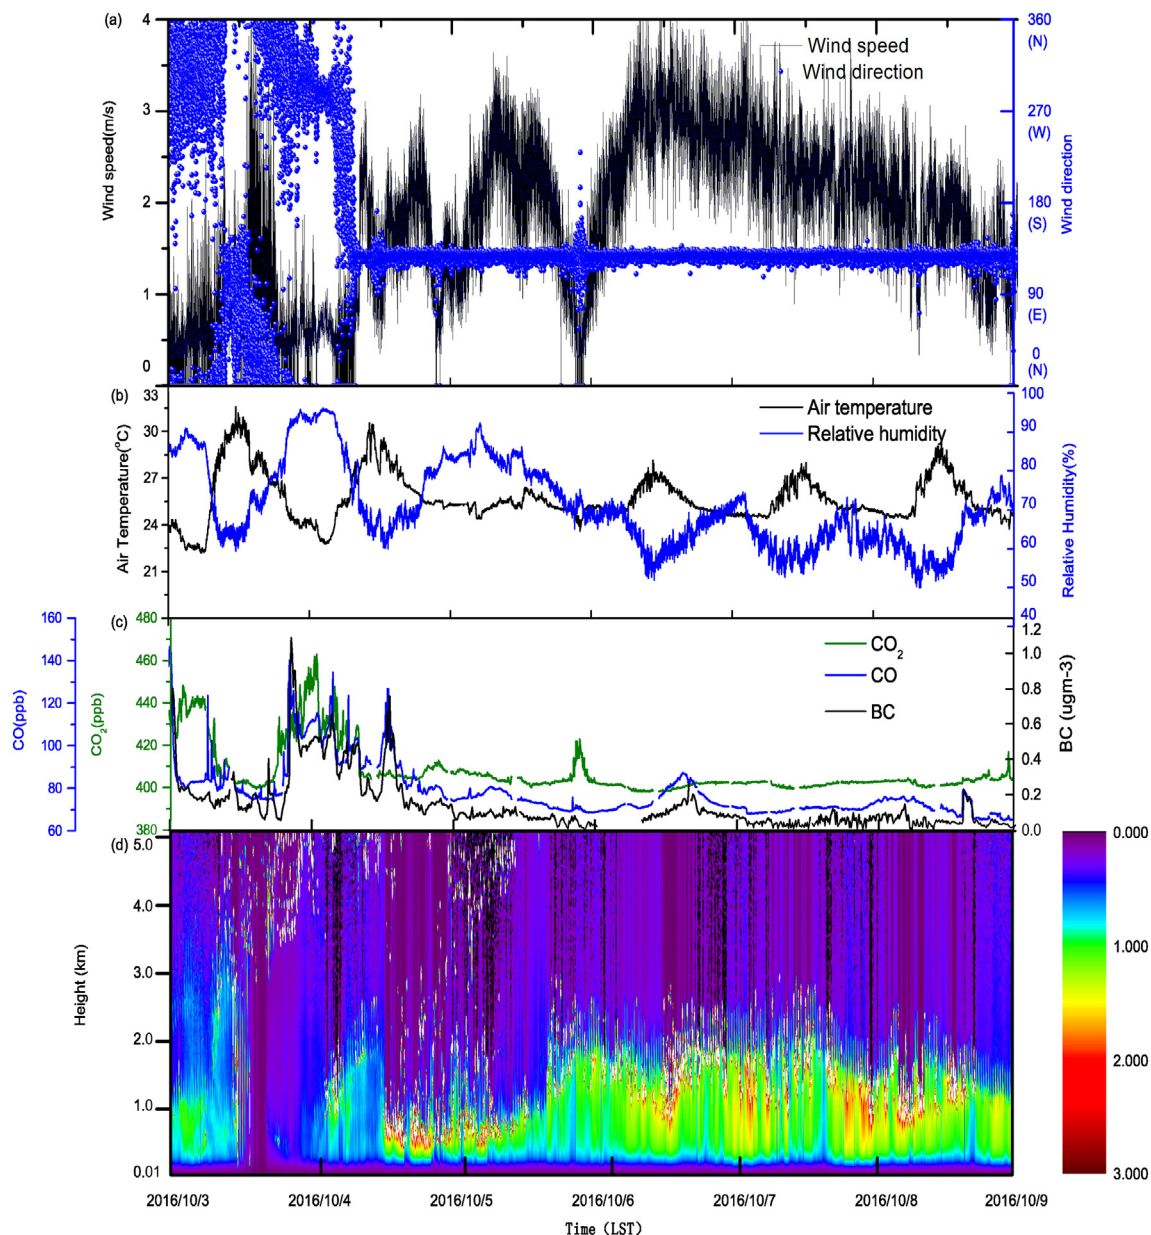 (a)
4
3
2
1
0
Wind speed(m/s)
Wind speed
Wind direction
360
(N)
270
(W)
180
(S)
90
(E)
0
(N)
Wind direction
(b)
33
30
27
24
21
Air Temperature(°C)
Air temperature
Relative humidity
100
90
80
70
60
50
40
Relative Humidity(%)
(c)
160
140
120
100
80
60
CO(ppb)
480
460
440
420
400
380
CO2(ppb)
CO2
CO
BC
1.2
1.0
0.8
0.6
0.4
0.2
0.0
BC (ugm-3)
(d)
5.0
4.0
3.0
2.0
1.0
0.01
Height (km)
0.000
1.000
2.000
3.000
2016/10/3 2016/10/4 2016/10/5 2016/10/6 2016/10/7 2016/10/8 2016/10/9
Time (LST)